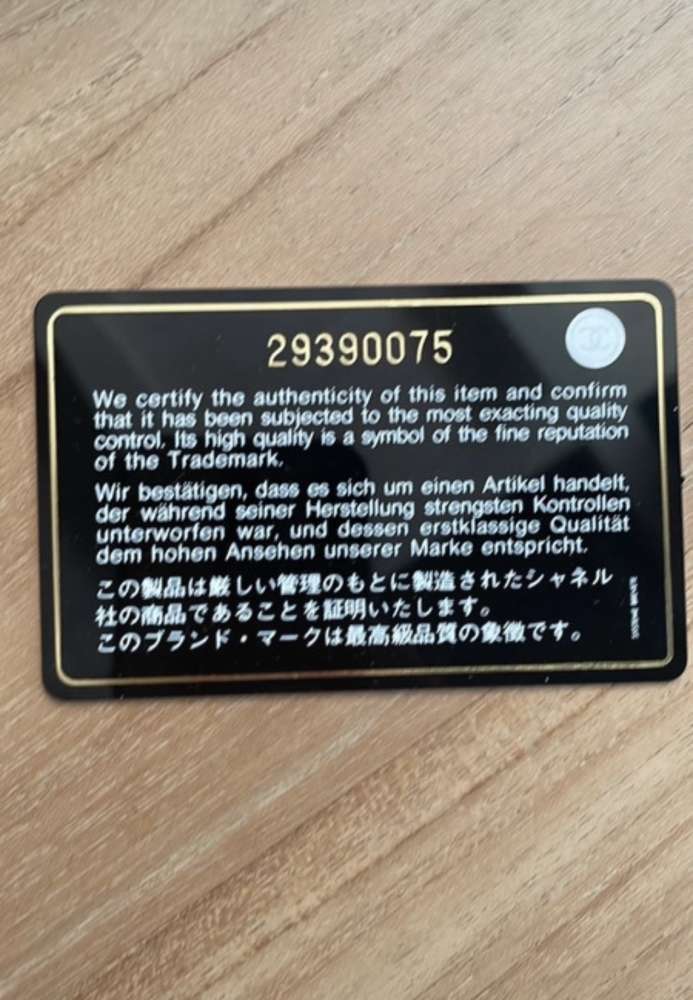 29390075
We certify the authenticity of this item and confirm
that it has been subjected to the most exacting quality
control. Its high quality is a symbol of the fine reputation
of the Trademark.
Wir bestätigen, dass es sich um einen Artikel handelt,
der während seiner Herstellung strengsten Kontrollen
unterworfen war, und dessen erstklassige Qualität
dem hohen Ansehen unserer Marke entspricht.
この製品は厳しい管理のもとに製造されたシャネル
社の商品であることを証明いたします。
このブランド・マークは最高級品質の象徴です。